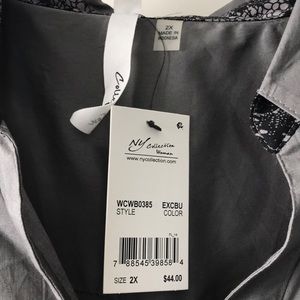 2X
MADE IN
INDONESIA
NY Collection
Woman
www.nycollection.com
WCWB0385 EXCBU
STYLE COLOR
7 88545 39858 4
SIZE 2X $44.00